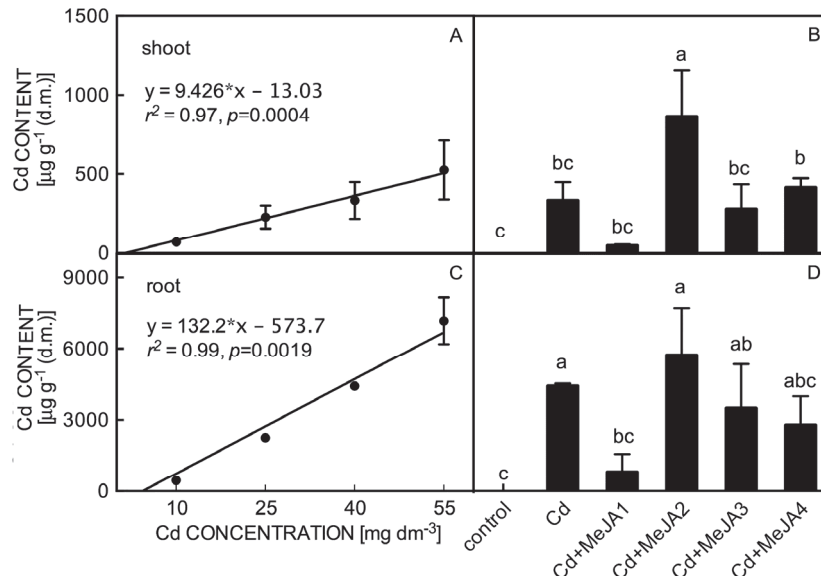 1500
1000
500
0
Cd CONTENT
[µg g⁻¹ (d.m.)]
shoot
A
y = 9.426*x − 13.03
r² = 0.97, p=0.0004
B
c
bc
bc
a
bc
b
9000
6000
3000
0
Cd CONTENT
[µg g⁻¹ (d.m.)]
root
C
y = 132.2*x − 573.7
r² = 0.99, p=0.0019
10
25
40
55
Cd CONCENTRATION [mg dm⁻³]
D
c
a
bc
a
ab
abc
control
Cd
Cd+MeJA1
Cd+MeJA2
Cd+MeJA3
Cd+MeJA4